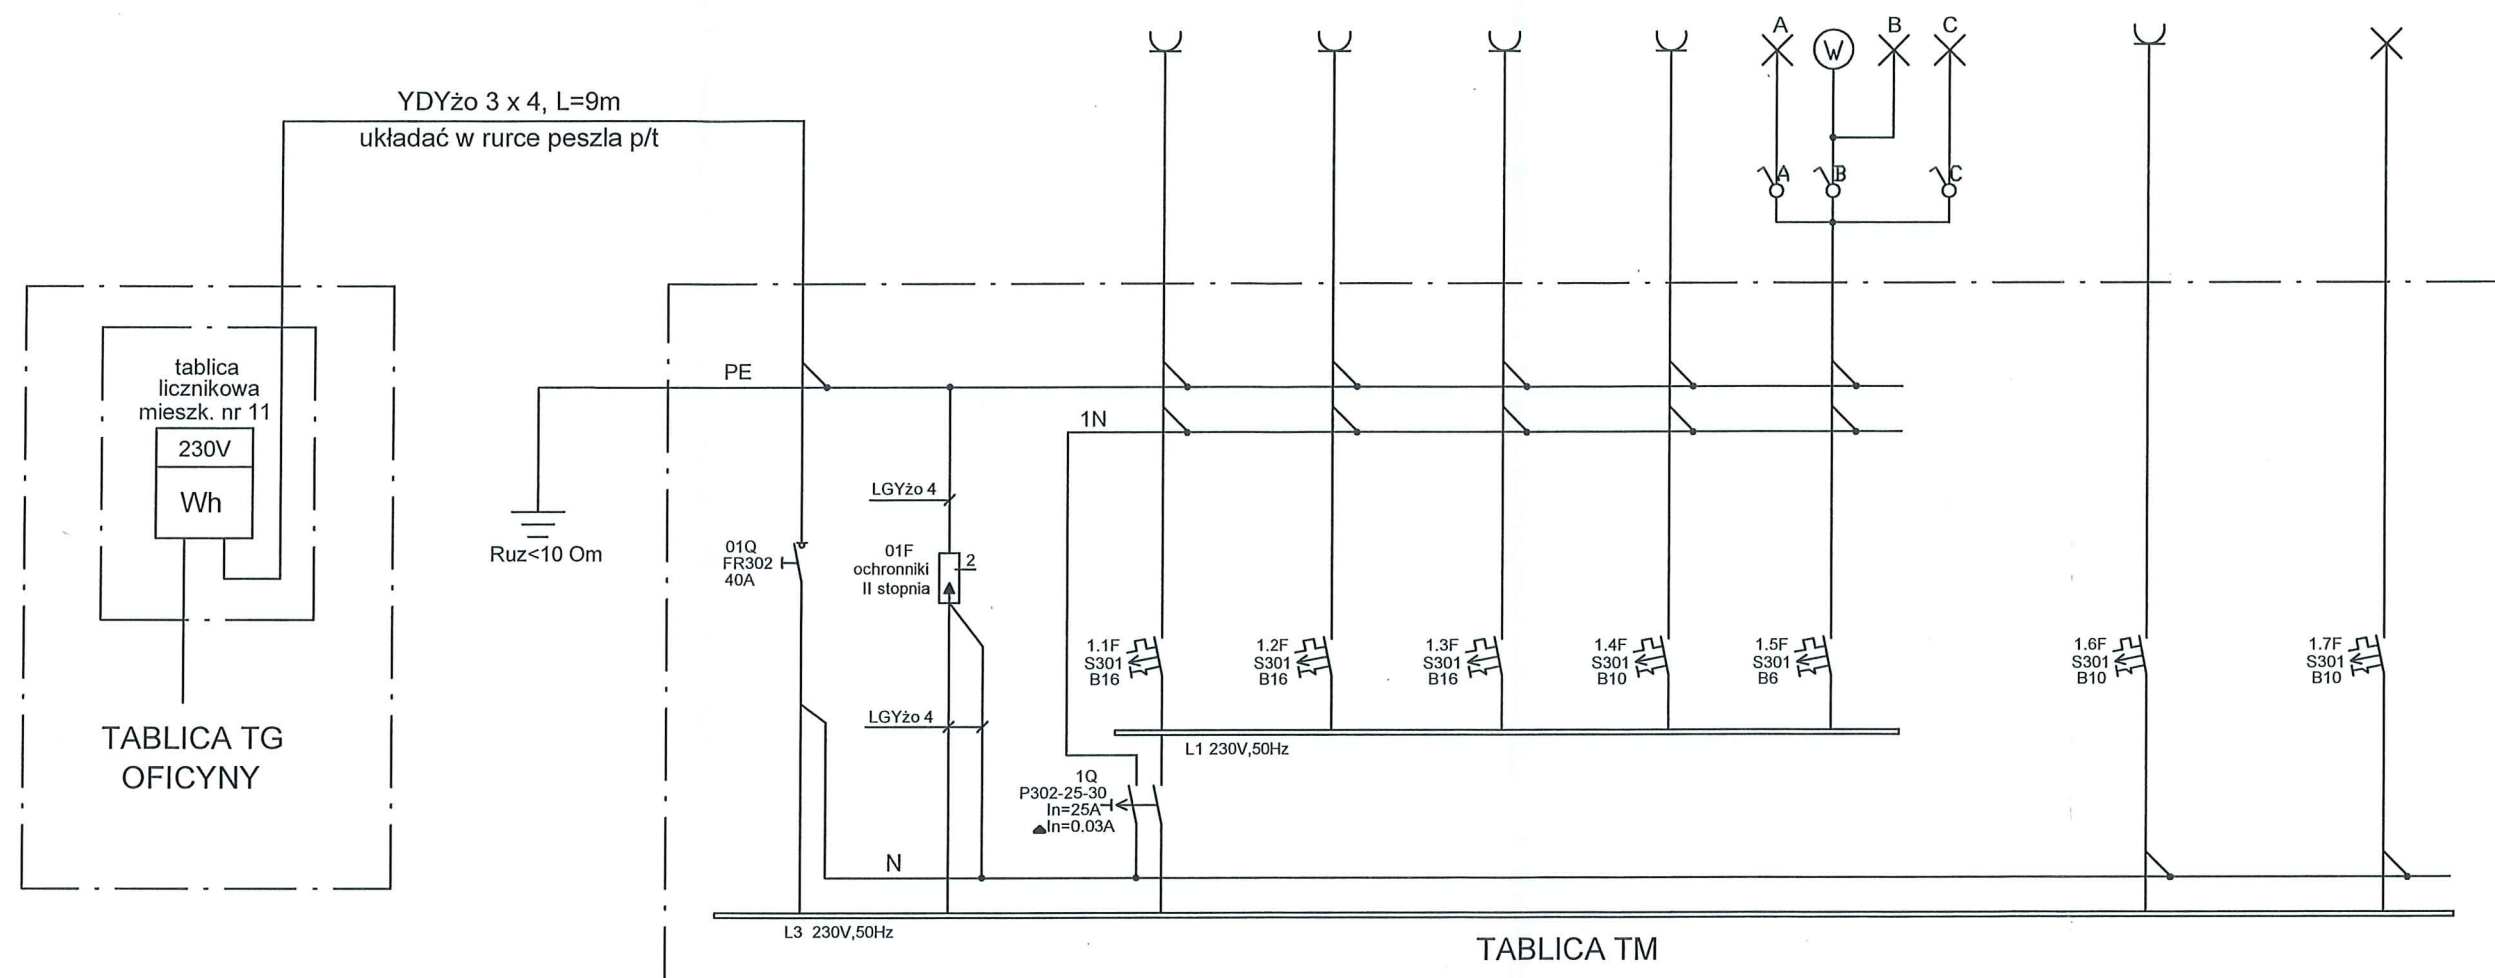 YDYżo 3 x 4, L=9m
układać w rurce peszla p/t
A
W
B
C
A
B
C
tablica
licznikowa
mieszk. nr 11
230V
Wh
TABLICA TG
OFICYNY
PE
1N
Ruz<10 Om
LGYżo 4
01Q
FR302
40A
01F
ochronniki
II stopnia
2
LGYżo 4
1.1F
S301
B16
1.2F
S301
B16
1.3F
S301
B16
1.4F
S301
B10
1.5F
S301
B6
1.6F
S301
B10
1.7F
S301
B10
L1 230V,50Hz
1Q
P302-25-30
In=25A
▲In=0.03A
N
L3 230V,50Hz
TABLICA TM